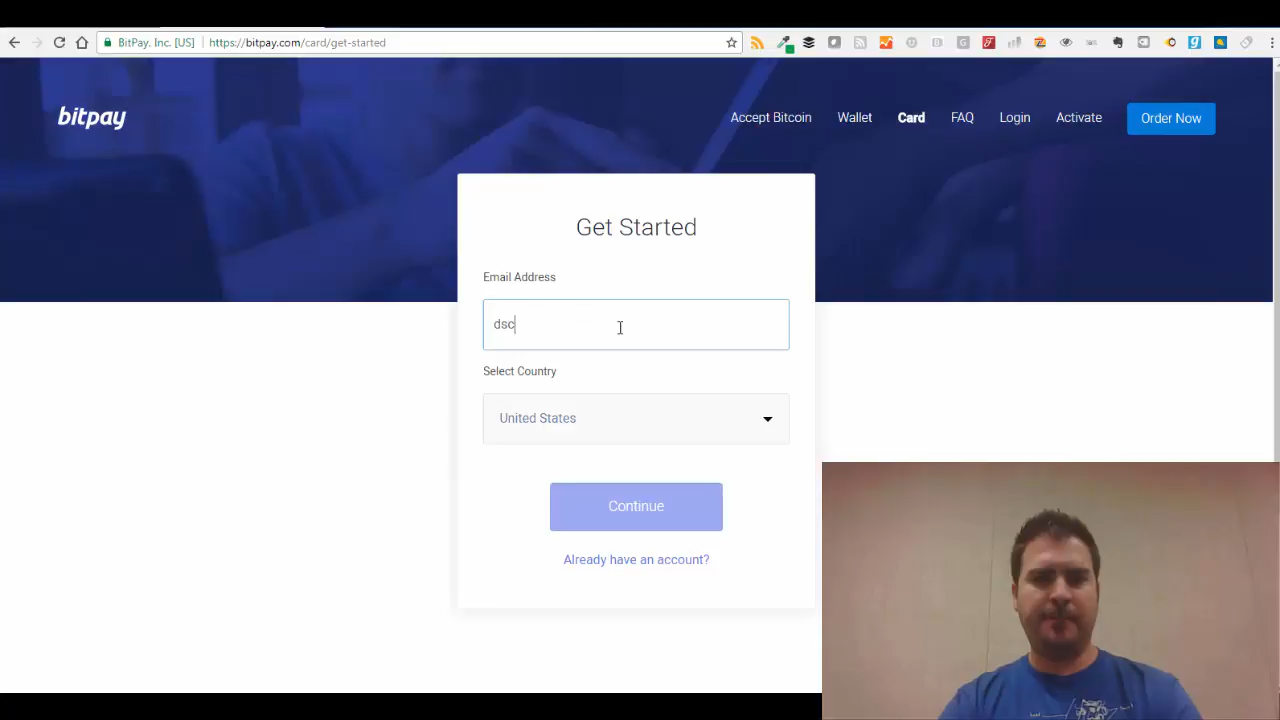 BitPay, Inc. [US] https://bitpay.com/card/get-started
bitpay
Accept Bitcoin Wallet Card FAQ Login Activate Order Now
Get Started
Email Address
dsc
Select Country
United States
Continue
Already have an account?